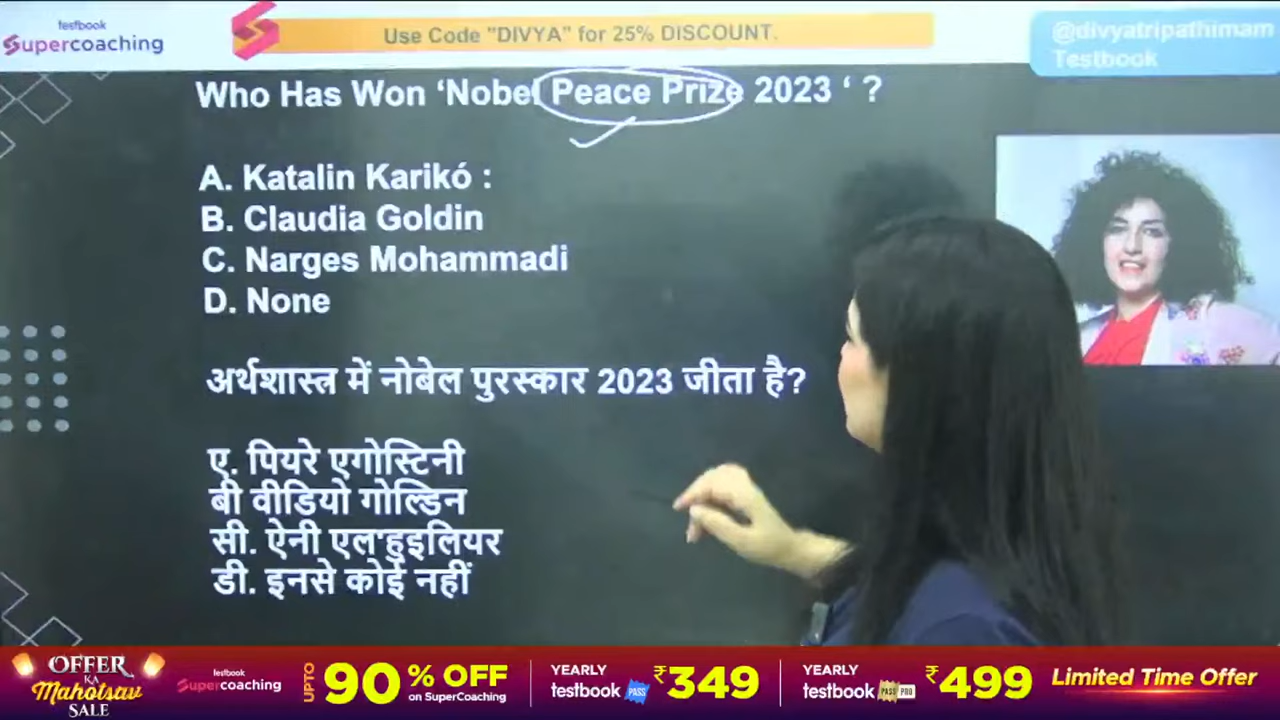 testbook
Supercoaching
Use Code "DIVYA" for 25% DISCOUNT.
@divyatripathimam
Testbook
Who Has Won ‘Nobel Peace Prize 2023 ‘ ?
A. Katalin Karikó :
B. Claudia Goldin
C. Narges Mohammadi
D. None
अर्थशास्त्र में नोबेल पुरस्कार 2023 जीता है?
ए. पियरे एगोस्टिनी
बी वीडियो गोल्डिन
सी. ऐनी एल'हुइलियर
डी. इनसे कोई नहीं
OFFER
KA
Mahotsav
SALE
testbook
Supercoaching
UPTO
90% OFF
on SuperCoaching
YEARLY
testbook PASS
₹349
YEARLY
testbook PASS PRO
₹499
Limited Time Offer